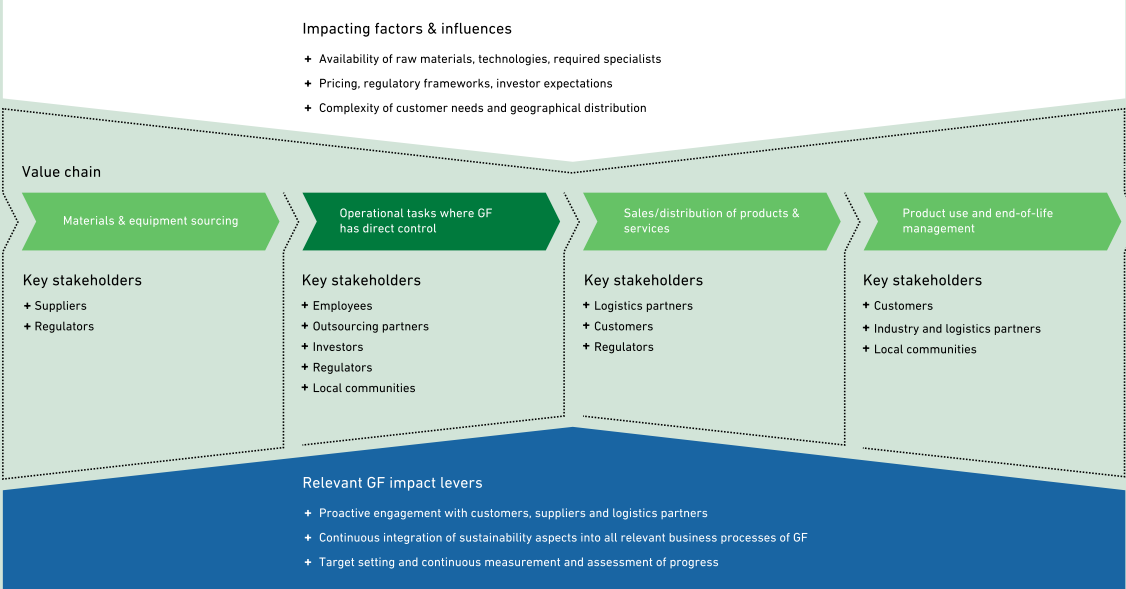 Impacting factors & influences
+ Availability of raw materials, technologies, required specialists
+ Pricing, regulatory frameworks, investor expectations
+ Complexity of customer needs and geographical distribution
Value chain
Materials & equipment sourcing
Operational tasks where GF
has direct control
Sales/distribution of products &
services
Product use and end-of-life
management
Key stakeholders
+ Suppliers
+ Regulators
Key stakeholders
+ Employees
+ Outsourcing partners
+ Investors
+ Regulators
+ Local communities
Key stakeholders
+ Logistics partners
+ Customers
+ Regulators
Key stakeholders
+ Customers
+ Industry and logistics partners
+ Local communities
Relevant GF impact levers
+ Proactive engagement with customers, suppliers and logistics partners
+ Continuous integration of sustainability aspects into all relevant business processes of GF
+ Target setting and continuous measurement and assessment of progress